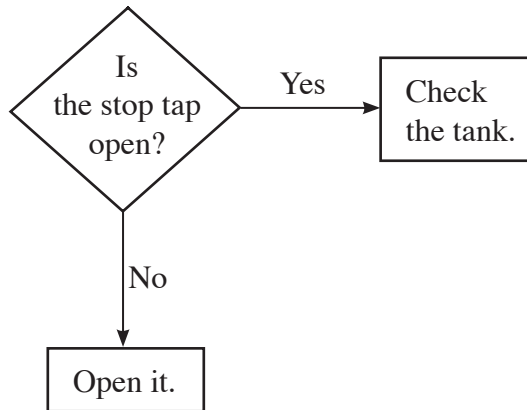 Is
the stop tap
open?
Yes
Check
the tank.
No
Open it.